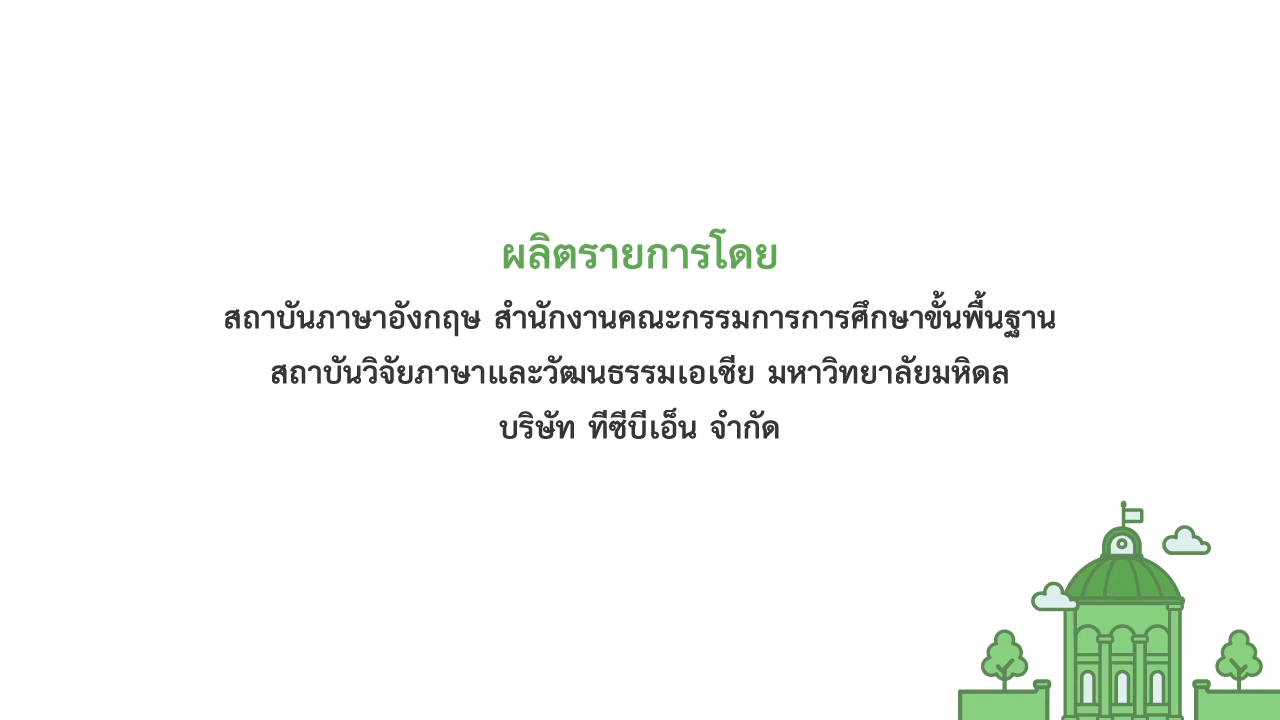 ผลิตรายการโดย
สถาบันภาษาอังกฤษ สำนักงานคณะกรรมการการศึกษาขั้นพื้นฐาน
สถาบันวิจัยภาษาและวัฒนธรรมเอเชีย มหาวิทยาลัยมหิดล
บริษัท ทีซีบีเอ็น จำกัด